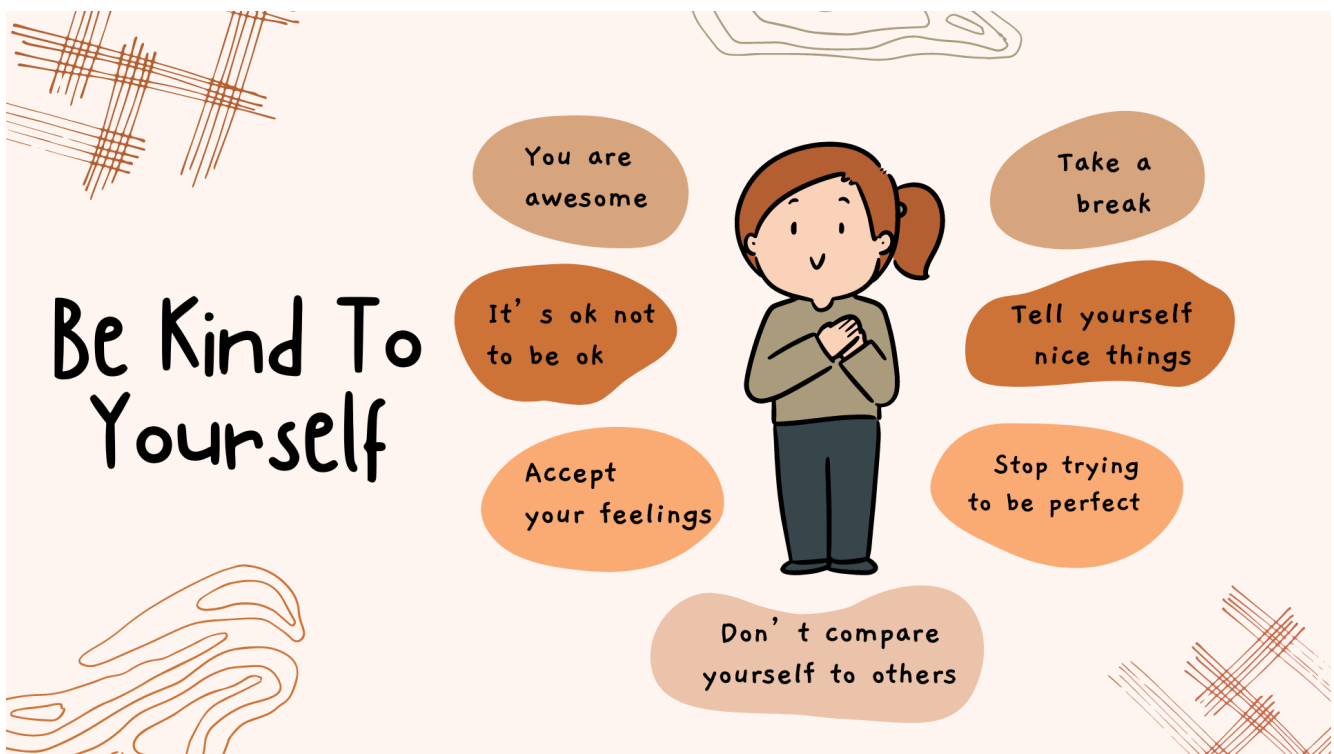 Be Kind To
Yourself
You are
awesome
It's ok not
to be ok
Accept
your feelings
Take a
break
Tell yourself
nice things
Stop trying
to be perfect
Don't compare
yourself to others